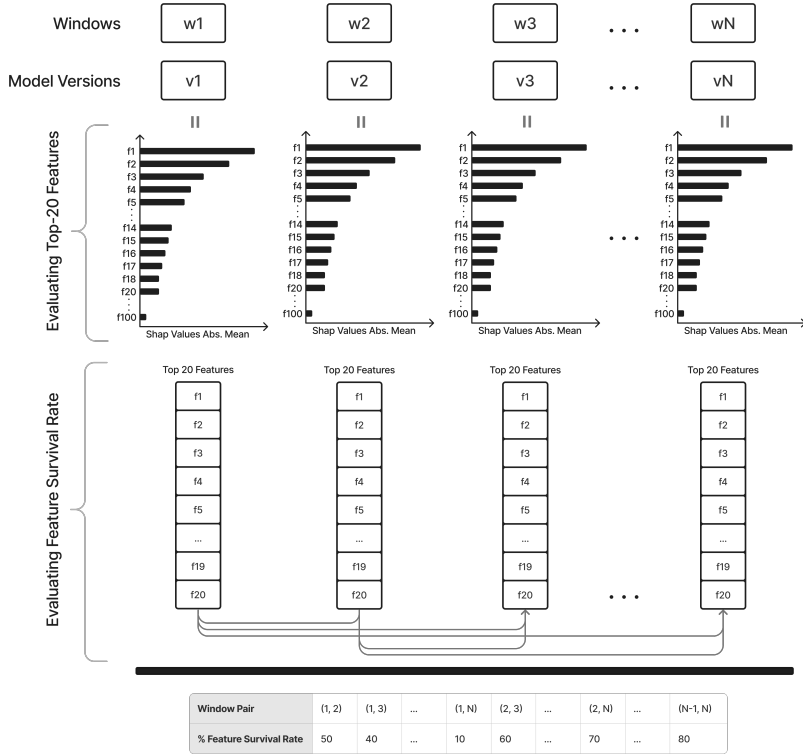 Windows w1 w2 w3 ... wN
Model Versions v1 v2 v3 ... vN
Evaluating Top-20 Features
f1
f2
f3
f4
f5
f14
f15
f16
f17
f18
f20
f100
Shap Values Abs. Mean
f1
f2
f3
f4
f5
f14
f15
f16
f17
f18
f20
f100
Shap Values Abs. Mean
f1
f2
f3
f4
f5
f14
f15
f16
f17
f18
f20
f100
Shap Values Abs. Mean
...
f1
f2
f3
f4
f5
f14
f15
f16
f17
f18
f20
f100
Shap Values Abs. Mean
Evaluating Feature Survival Rate
Top 20 Features
f1
f2
f3
f4
f5
...
f19
f20
Top 20 Features
f1
f2
f3
f4
f5
...
f19
f20
Top 20 Features
f1
f2
f3
f4
f5
...
f19
f20
...
Top 20 Features
f1
f2
f3
f4
f5
...
f19
f20
Window Pair (1, 2) (1, 3) ... (1, N) (2, 3) ... (2, N) ... (N-1, N)
% Feature Survival Rate 50 40 ... 10 60 ... 70 ... 80